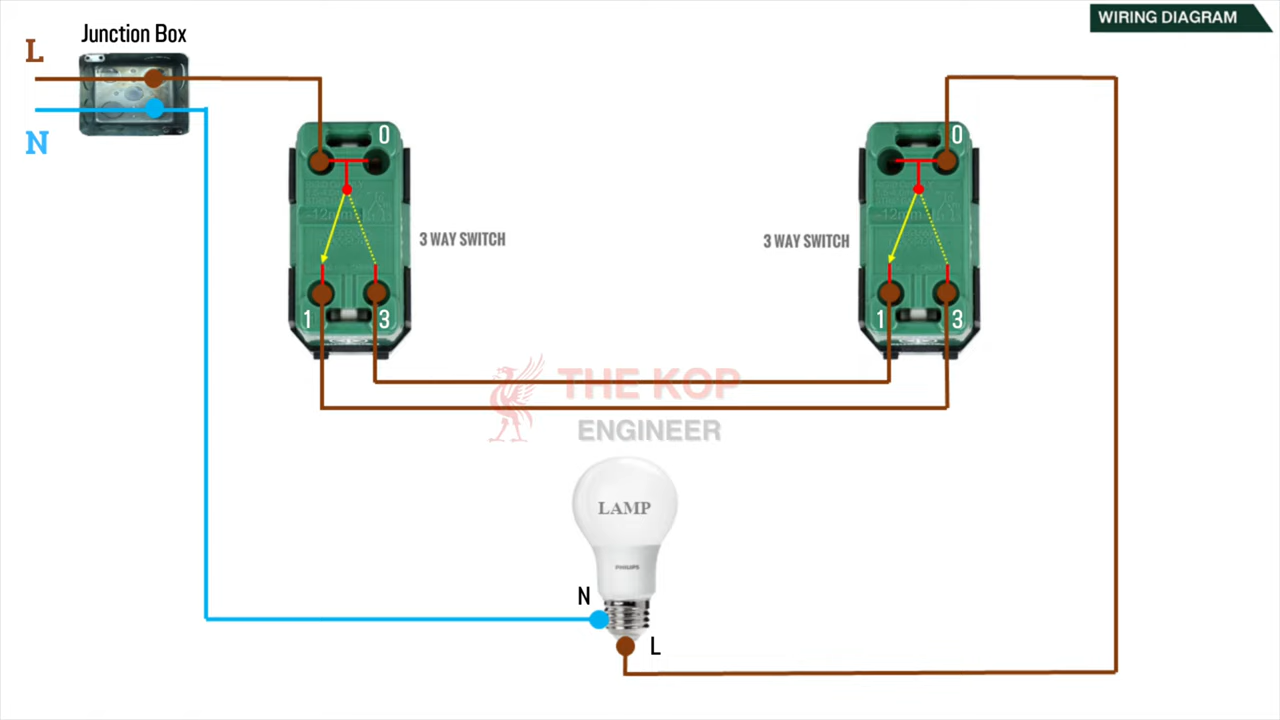 WIRING DIAGRAM
Junction Box
L
N
0
0
3 WAY SWITCH
3 WAY SWITCH
1
3
1
3
THE KOP
ENGINEER
LAMP
PHILIPS
N
L